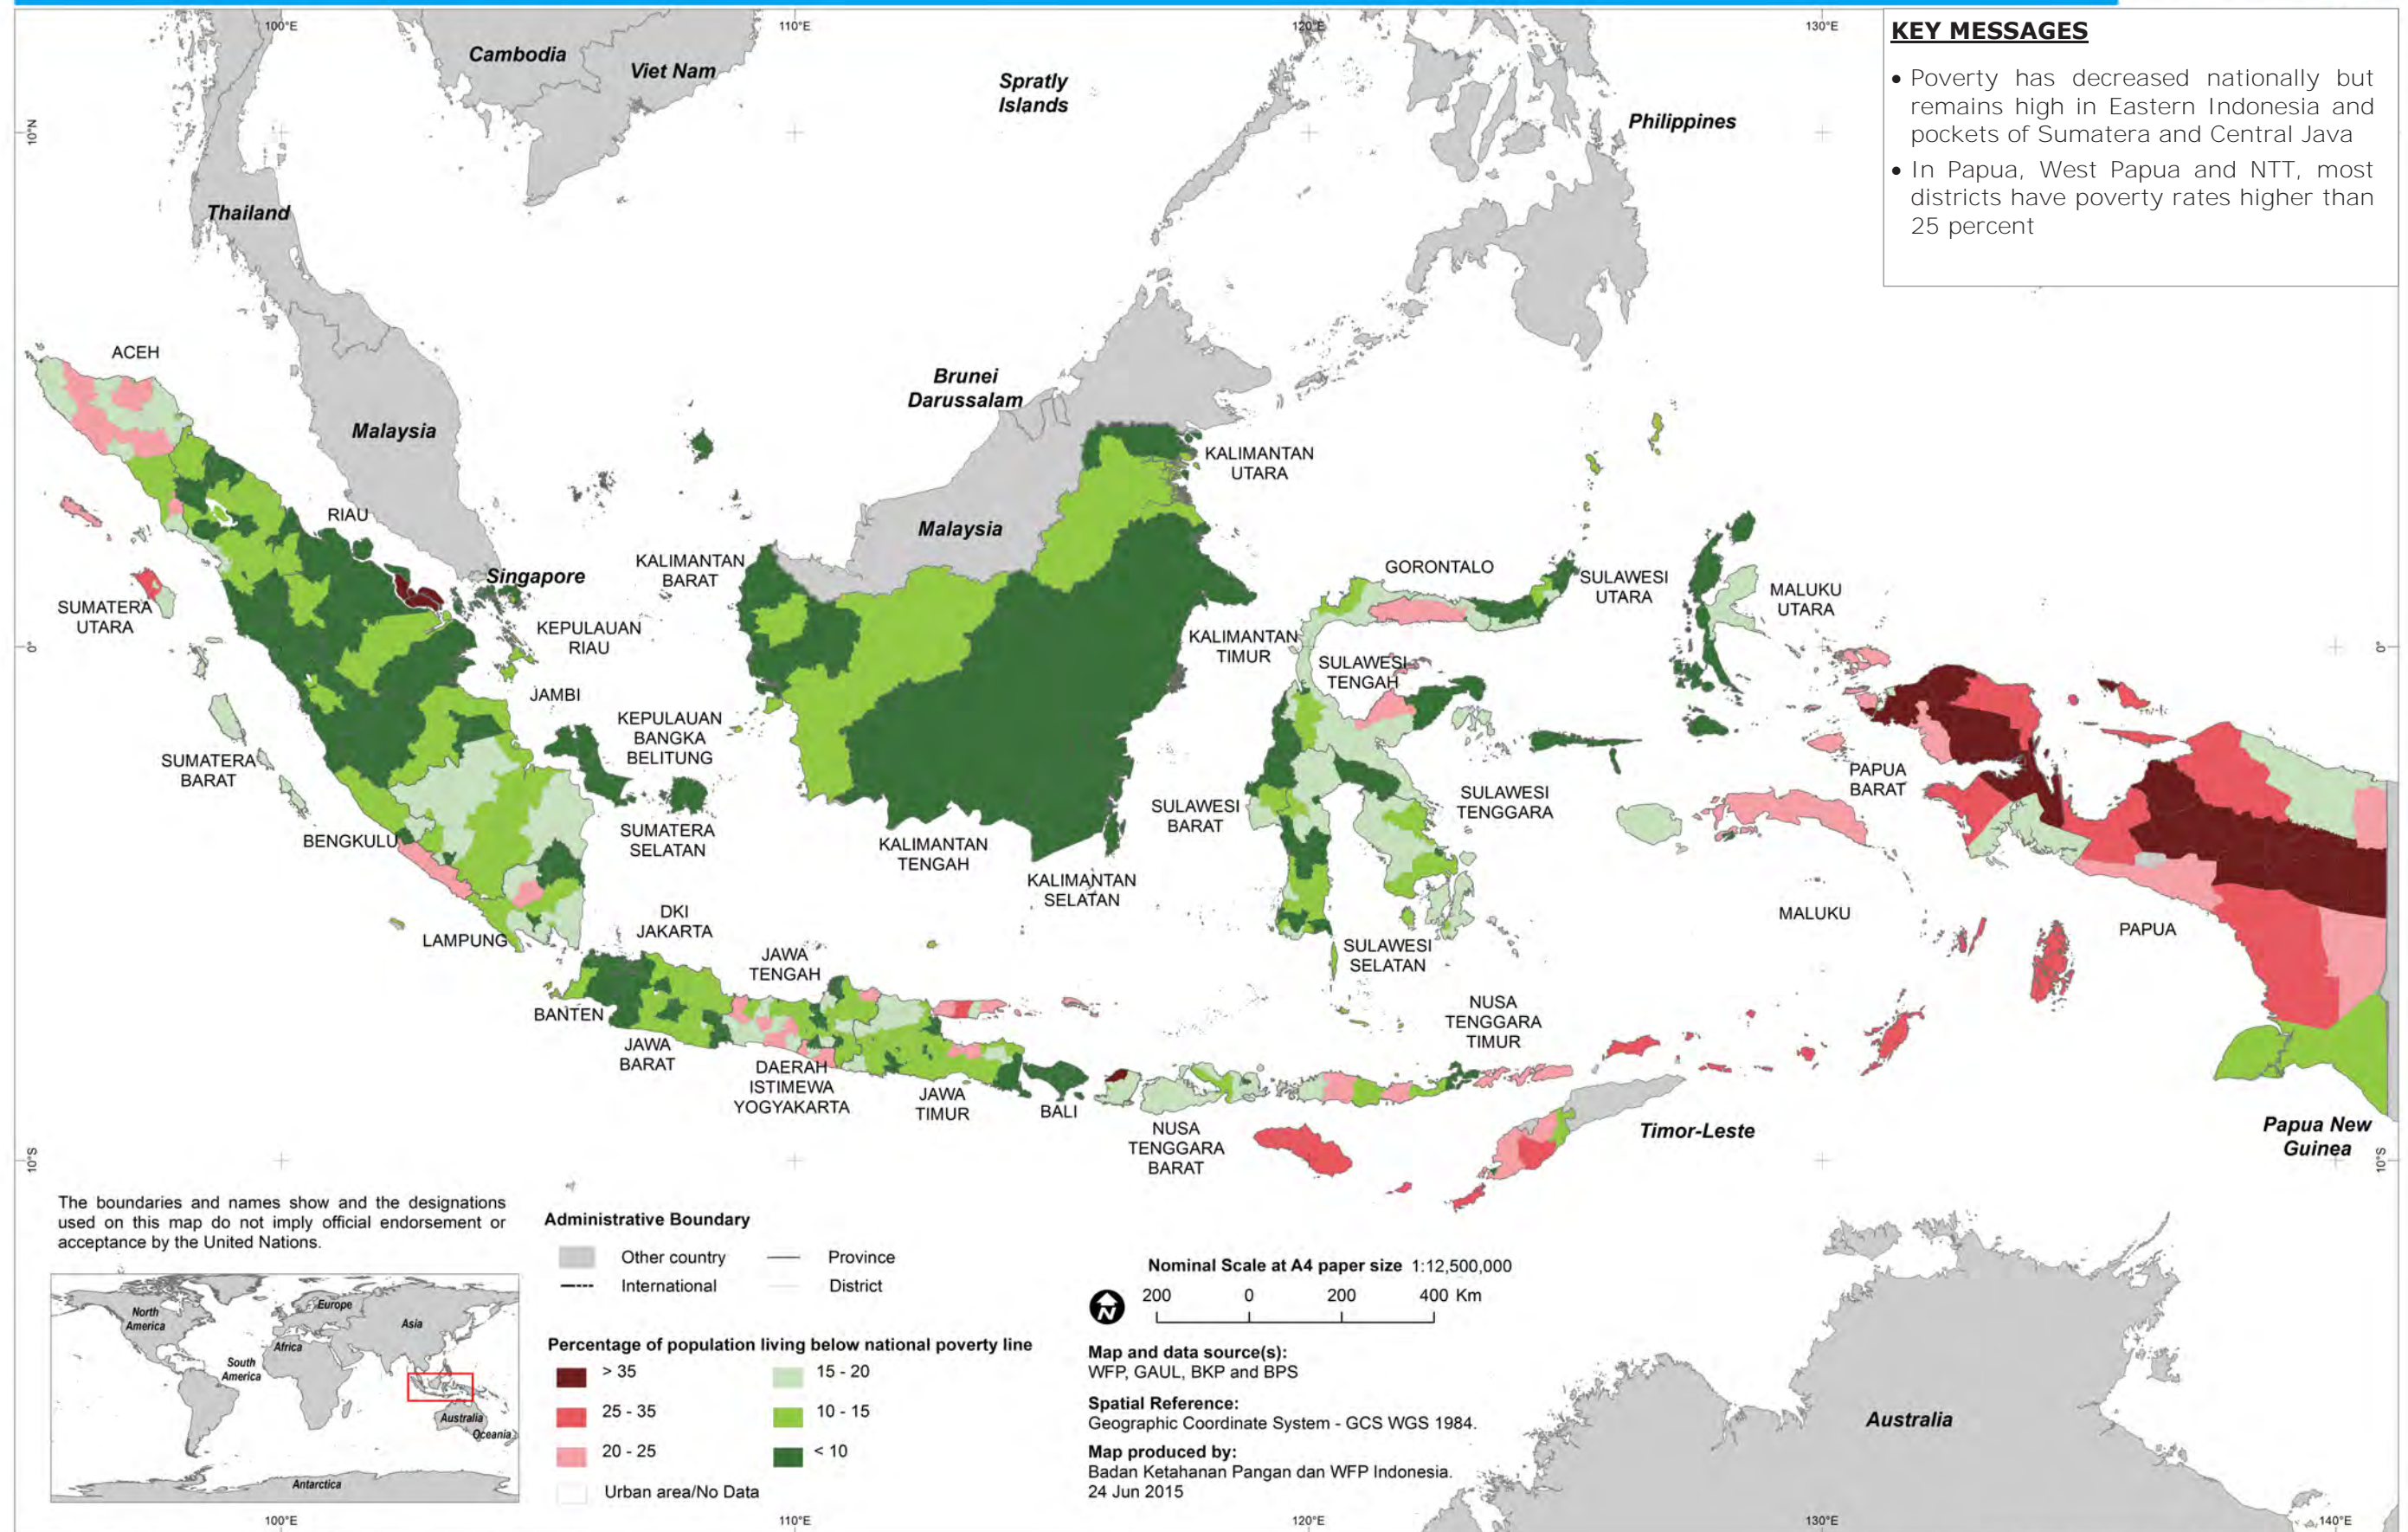 100°E
110°E
120°E
130°E
KEY MESSAGES
• Poverty has decreased nationally but
remains high in Eastern Indonesia and
pockets of Sumatera and Central Java
• In Papua, West Papua and NTT, most
districts have poverty rates higher than
25 percent
Cambodia
Viet Nam
Spratly
Islands
Philippines
10°N
Thailand
ACEH
Brunei
Darussalam
Malaysia
KALIMANTAN
UTARA
RIAU
Malaysia
KALIMANTAN
BARAT
Singapore
GORONTALO
SULAWESI
UTARA
MALUKU
UTARA
SUMATERA
UTARA
KEPULAUAN
RIAU
KALIMANTAN
TIMUR
0°
0°
SULAWESI
TENGAH
JAMBI
KEPULAUAN
BANGKA
BELITUNG
SUMATERA
BARAT
PAPUA
BARAT
SULAWESI
BARAT
SULAWESI
TENGGARA
BENGKULU
SUMATERA
SELATAN
KALIMANTAN
TENGAH
KALIMANTAN
SELATAN
DKI
JAKARTA
MALUKU
PAPUA
LAMPUNG
JAWA
TENGAH
SULAWESI
SELATAN
BANTEN
NUSA
TENGGARA
TIMUR
JAWA
BARAT
DAERAH
ISTIMEWA
YOGYAKARTA
JAWA
TIMUR
BALI
NUSA
TENGGARA
BARAT
Timor-Leste
Papua New
Guinea
10°S
10°S
The boundaries and names show and the designations
used on this map do not imply official endorsement or
acceptance by the United Nations.
North
America
South
America
Europe
Africa
Asia
Australia
Oceania
Antarctica
Administrative Boundary
Other country
Province
International
District
Percentage of population living below national poverty line
> 35
15 - 20
25 - 35
10 - 15
20 - 25
< 10
Urban area/No Data
Nominal Scale at A4 paper size 1:12,500,000
N
200 0 200 400 Km
Map and data source(s):
WFP, GAUL, BKP and BPS
Spatial Reference:
Geographic Coordinate System - GCS WGS 1984.
Map produced by:
Badan Ketahanan Pangan dan WFP Indonesia.
24 Jun 2015
Australia
100°E
110°E
120°E
130°E
140°E